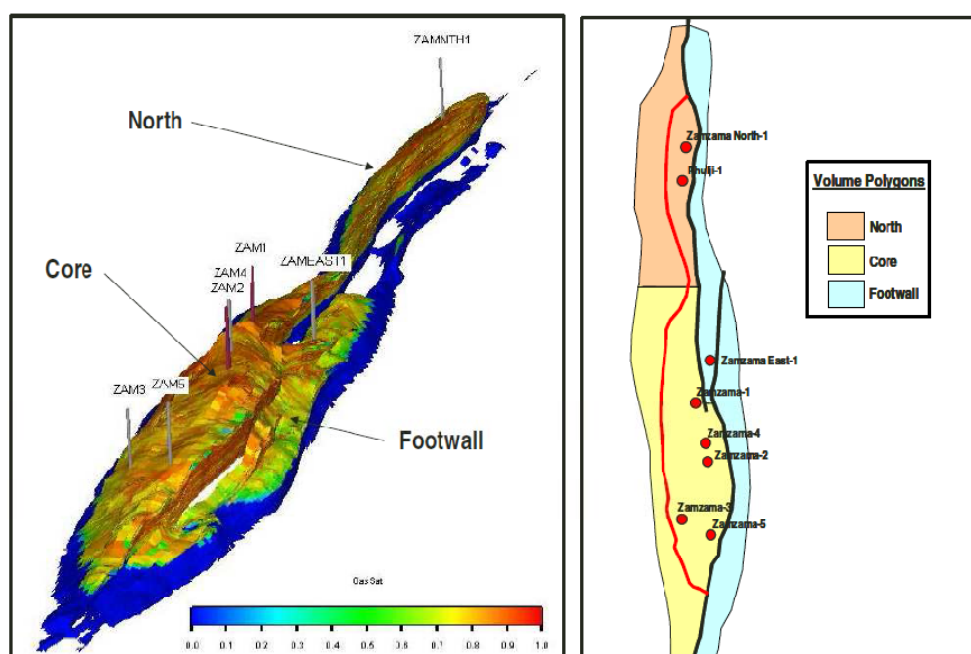 ZAMNTH1
North
ZAM1
Core
ZAMEAST1
ZAM4
ZAM2
ZAM3
ZAM5
Footwall
Gas Sat
0.0 0.1 0.2 0.3 0.4 0.5 0.6 0.7 0.8 0.9 1.0
Zamzama North-1
Phulji-1
Volume Polygons
North
Core
Footwall
Zamzama East-1
Zamzama-1
Zamzama-4
Zamzama-2
Zamzama-3
Zamzama-5